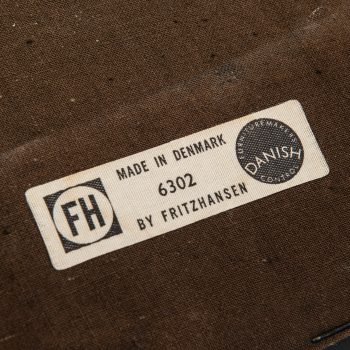 FH
MADE IN DENMARK
6302
BY FRITZHANSEN
FURNITUREMAKERS
DANISH
CONTROL